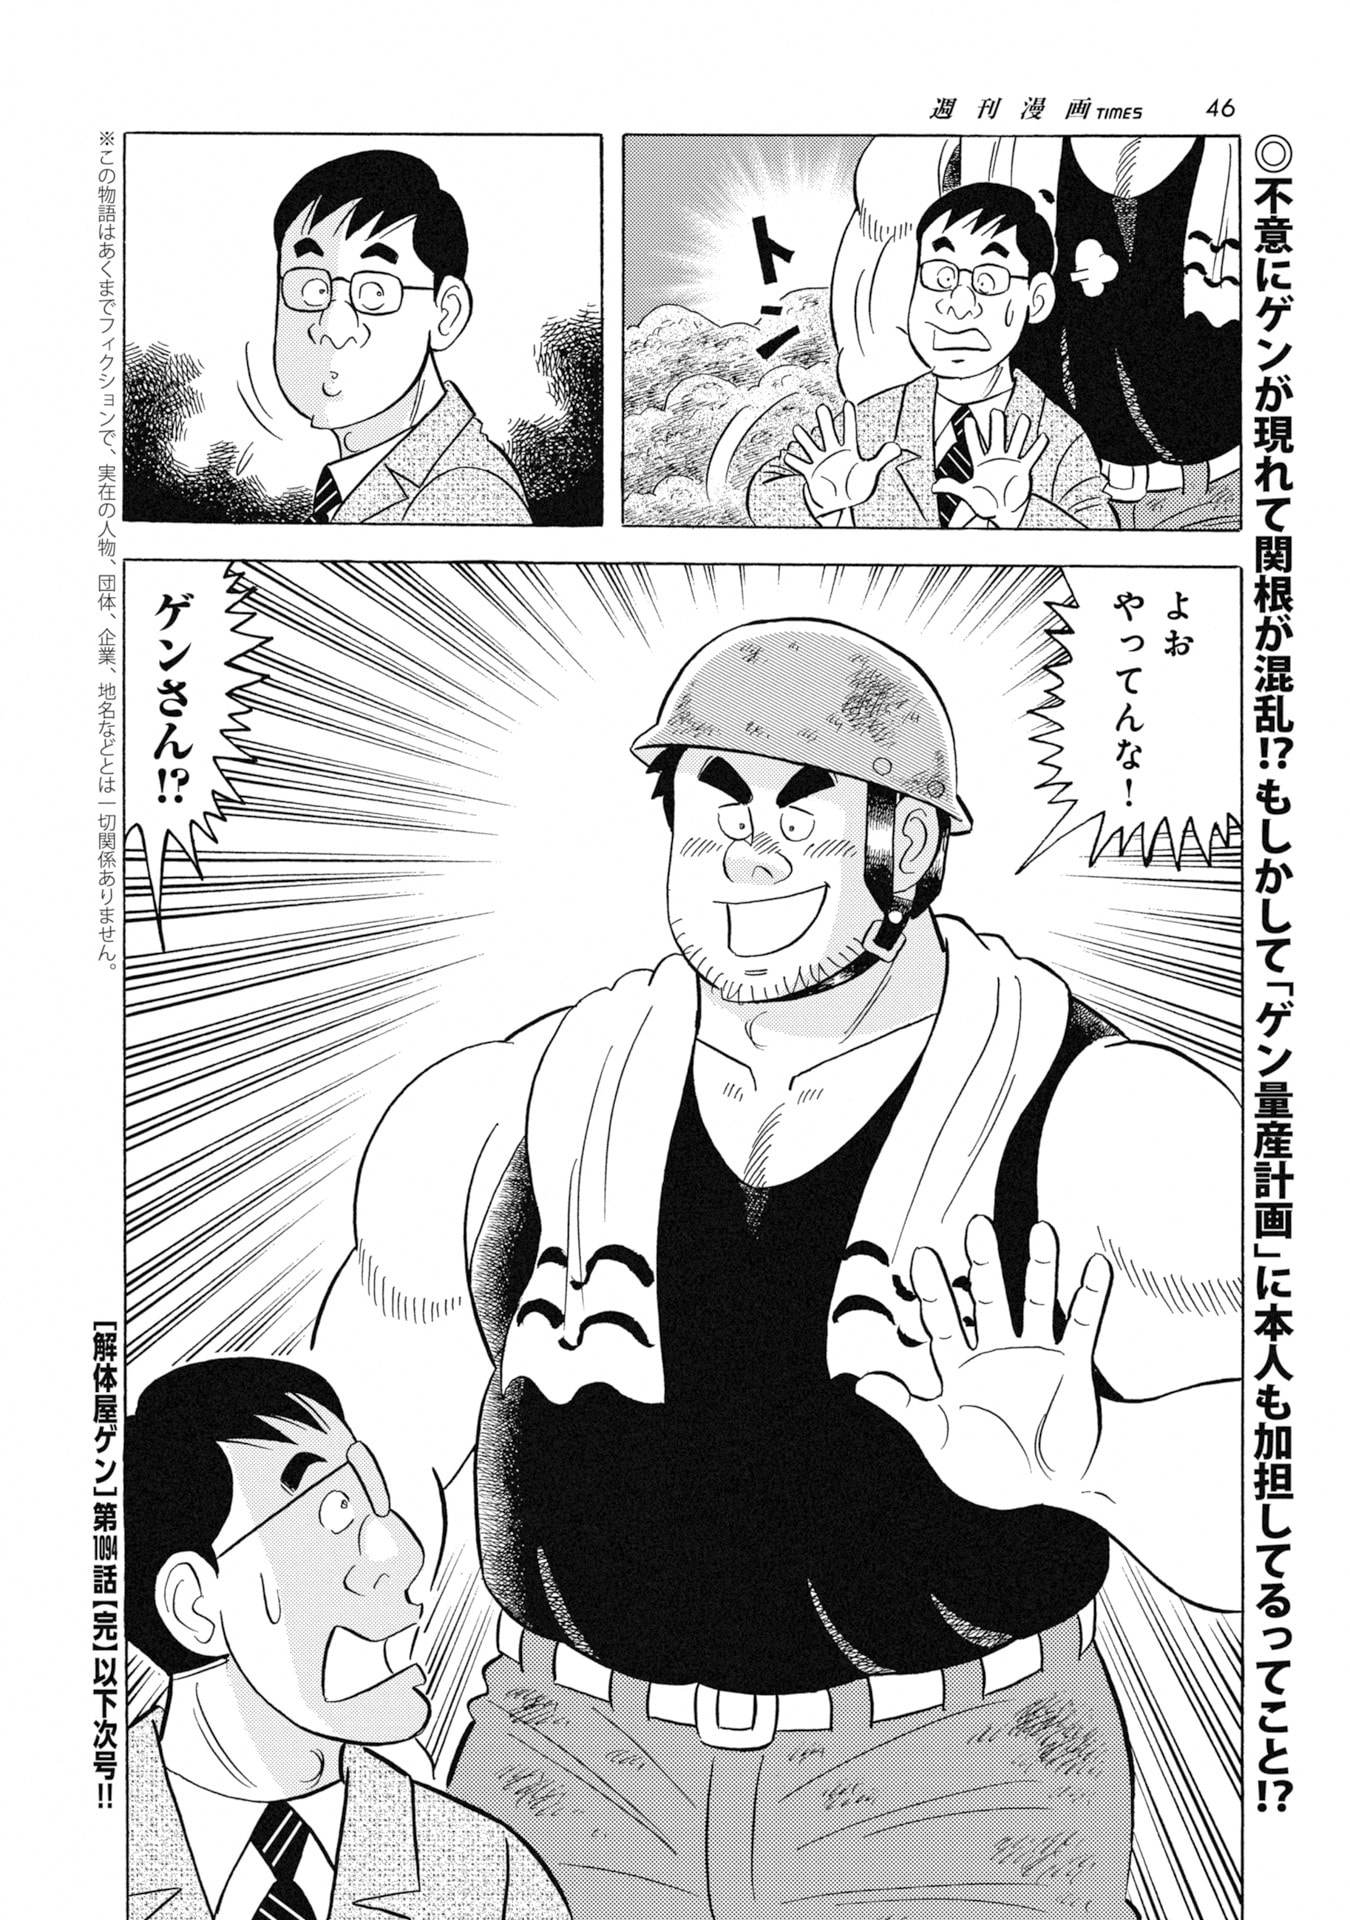 週刊漫画TIMES 46
◎不意にゲンが現れて関根が混乱!? もしかして「ゲン量産計画」に本人も加担してるってこと!?
トン
よお
やってんな!
ゲンさん!?
※この物語はあくまでフィクションで、実在の人物、団体、企業、地名などとは一切関係ありません。
[解体屋ゲン]第1094話【完】以下次号!!